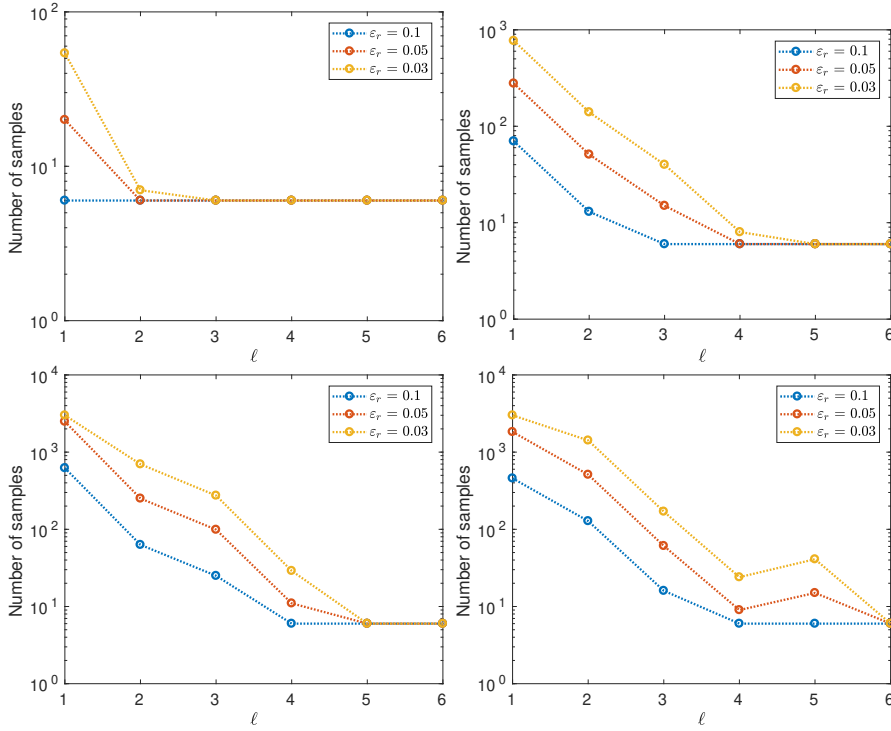 10^2
10^1
10^0
Number of samples
ε_r = 0.1
ε_r = 0.05
ε_r = 0.03
1 2 3 4 5 6
ℓ
10^3
10^2
10^1
10^0
Number of samples
ε_r = 0.1
ε_r = 0.05
ε_r = 0.03
1 2 3 4 5 6
ℓ
10^4
10^3
10^2
10^1
10^0
Number of samples
ε_r = 0.1
ε_r = 0.05
ε_r = 0.03
1 2 3 4 5 6
ℓ
10^4
10^3
10^2
10^1
10^0
Number of samples
ε_r = 0.1
ε_r = 0.05
ε_r = 0.03
1 2 3 4 5 6
ℓ